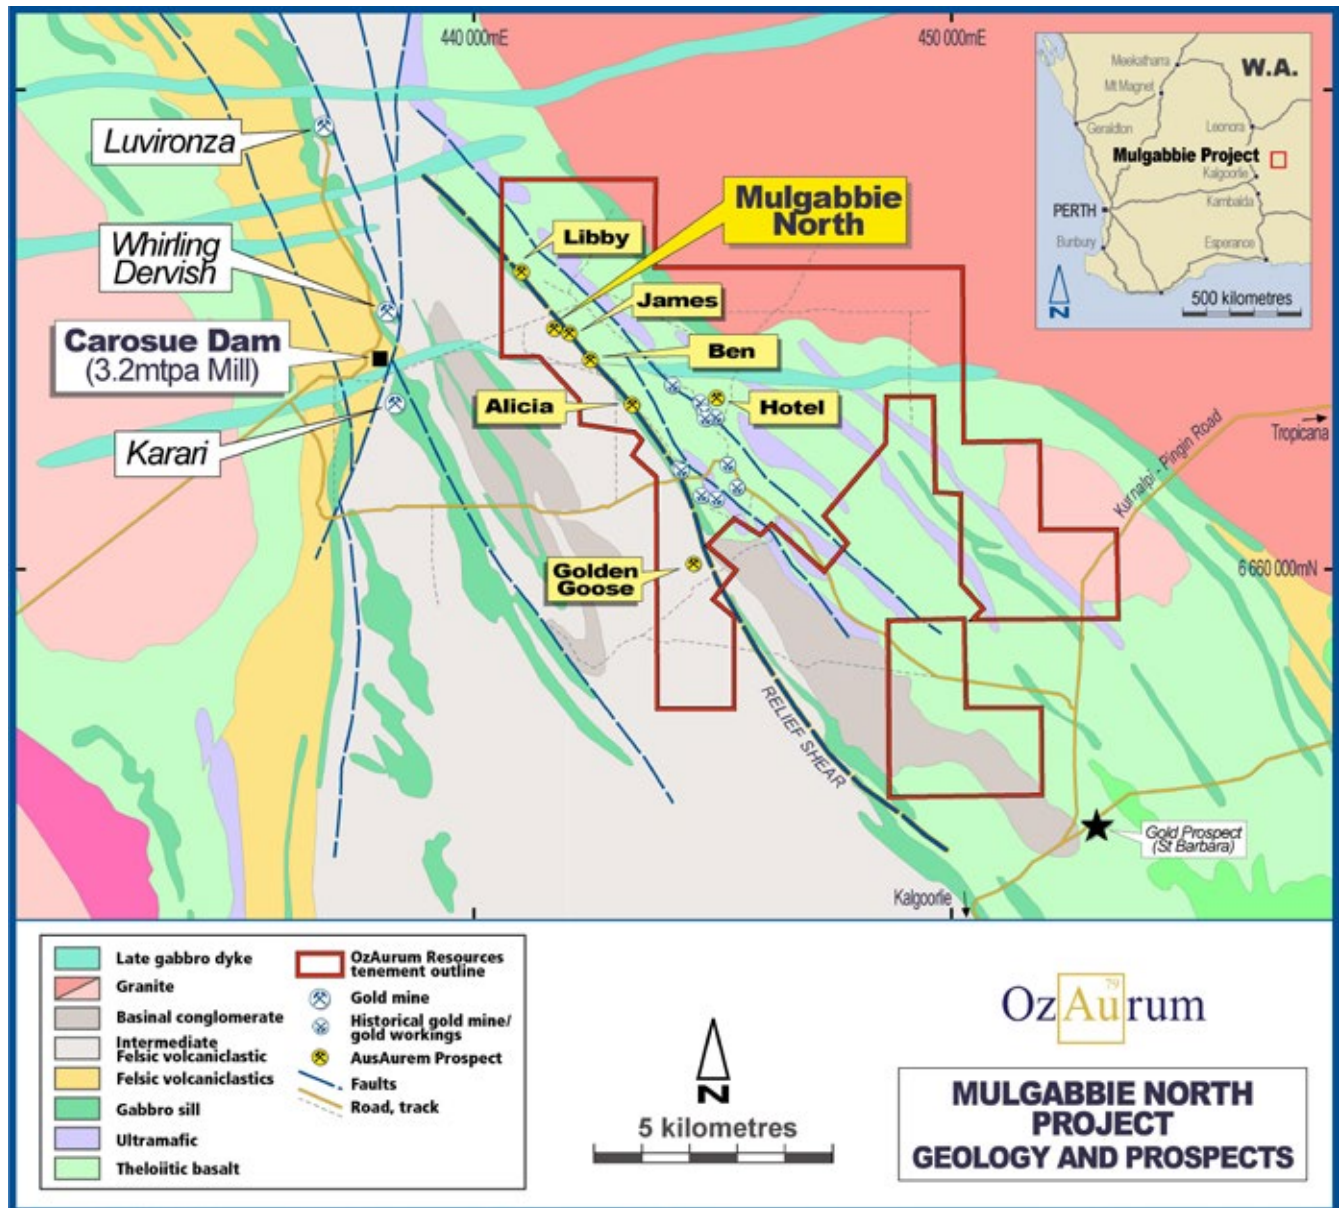 440 000mE
450 000mE
W.A.
Meekatharra
Mt Magnet
Geraldton
Leonora
Mulgabbie Project
Kalgoorlie
Kambalda
PERTH
Bunbury
Esperance
N
500 kilometres
Luvironza
Mulgabbie
North
Libby
Whirling
Dervish
James
Carosue Dam
(3.2mtpa Mill)
Ben
Alicia
Hotel
Karari
Tropicana
Kurnalpi - Pingin Road
Golden
Goose
6 660 000mN
RELIEF SHEAR
Gold Prospect
(St Barbara)
Kalgoorlie
Late gabbro dyke
Granite
Basinal conglomerate
Intermediate
Felsic volcaniclastic
Felsic volcaniclastics
Gabbro sill
Ultramafic
Theloiitic basalt
OzAurum Resources
tenement outline
Gold mine
Historical gold mine/
gold workings
AusAurem Prospect
Faults
Road, track
N
5 kilometres
79
OzAurum
MULGABBIE NORTH
PROJECT
GEOLOGY AND PROSPECTS